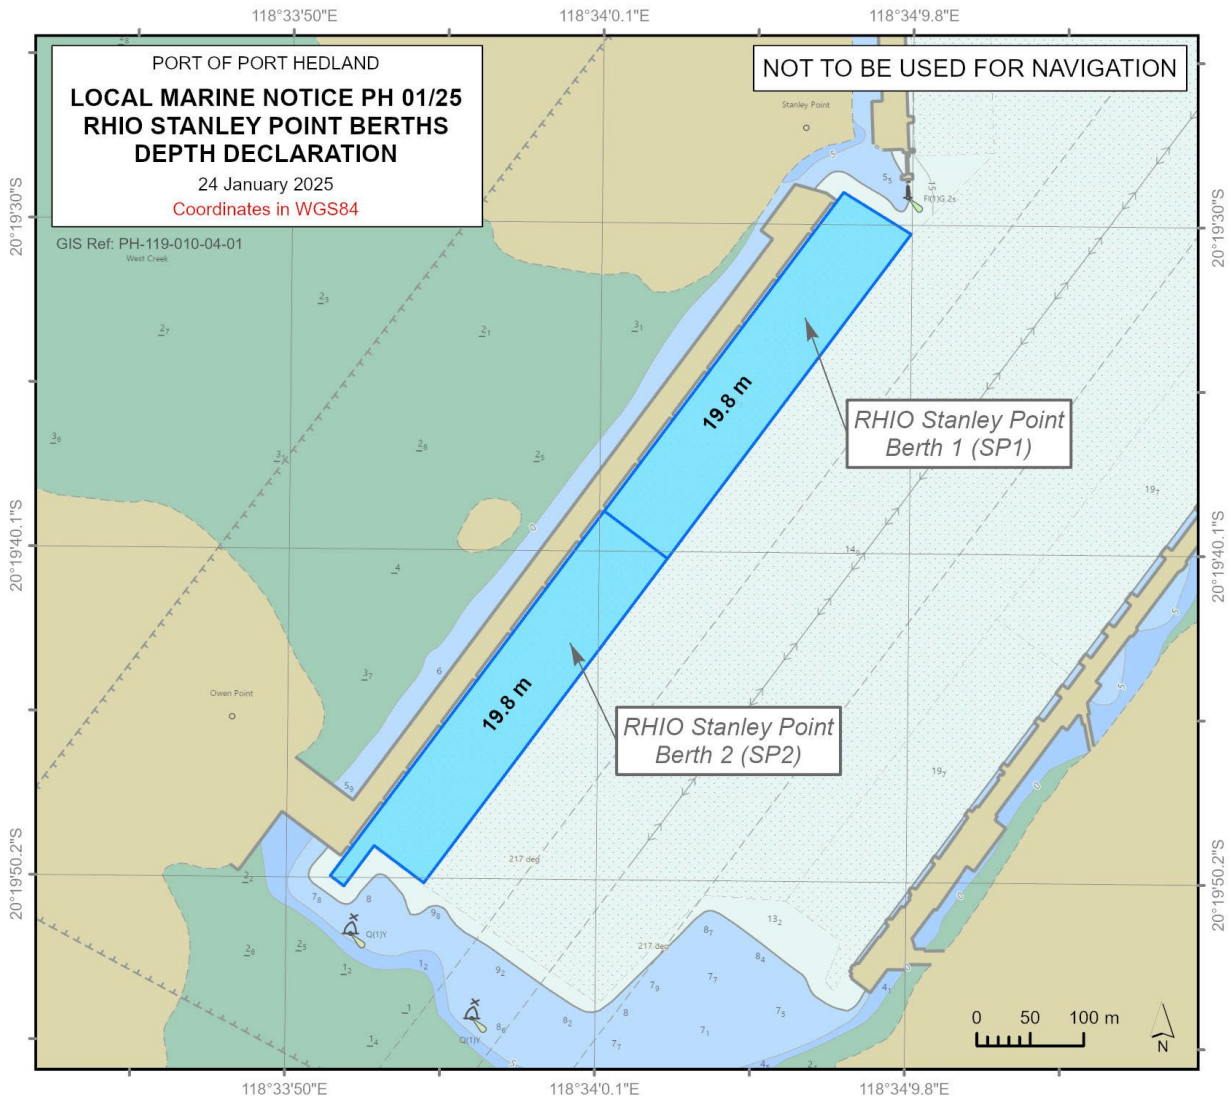 118°33'50"E
118°34'0.1"E
118°34'9.8"E
PORT OF PORT HEDLAND
LOCAL MARINE NOTICE PH 01/25
RHIO STANLEY POINT BERTHS
DEPTH DECLARATION
24 January 2025
Coordinates in WGS84
NOT TO BE USED FOR NAVIGATION
GIS Ref: PH-119-010-04-01
West Creek
Stanley Point
Fl(1)G 2s
20°19'30"S
20°19'30"S
19.8 m
RHIO Stanley Point
Berth 1 (SP1)
20°19'40.1"S
20°19'40.1"S
19.8 m
RHIO Stanley Point
Berth 2 (SP2)
Owen Point
217 deg
20°19'50.2"S
20°19'50.2"S
Q(1)Y
217 deg
Q(1)Y
0 50 100 m
N
118°33'50"E
118°34'0.1"E
118°34'9.8"E